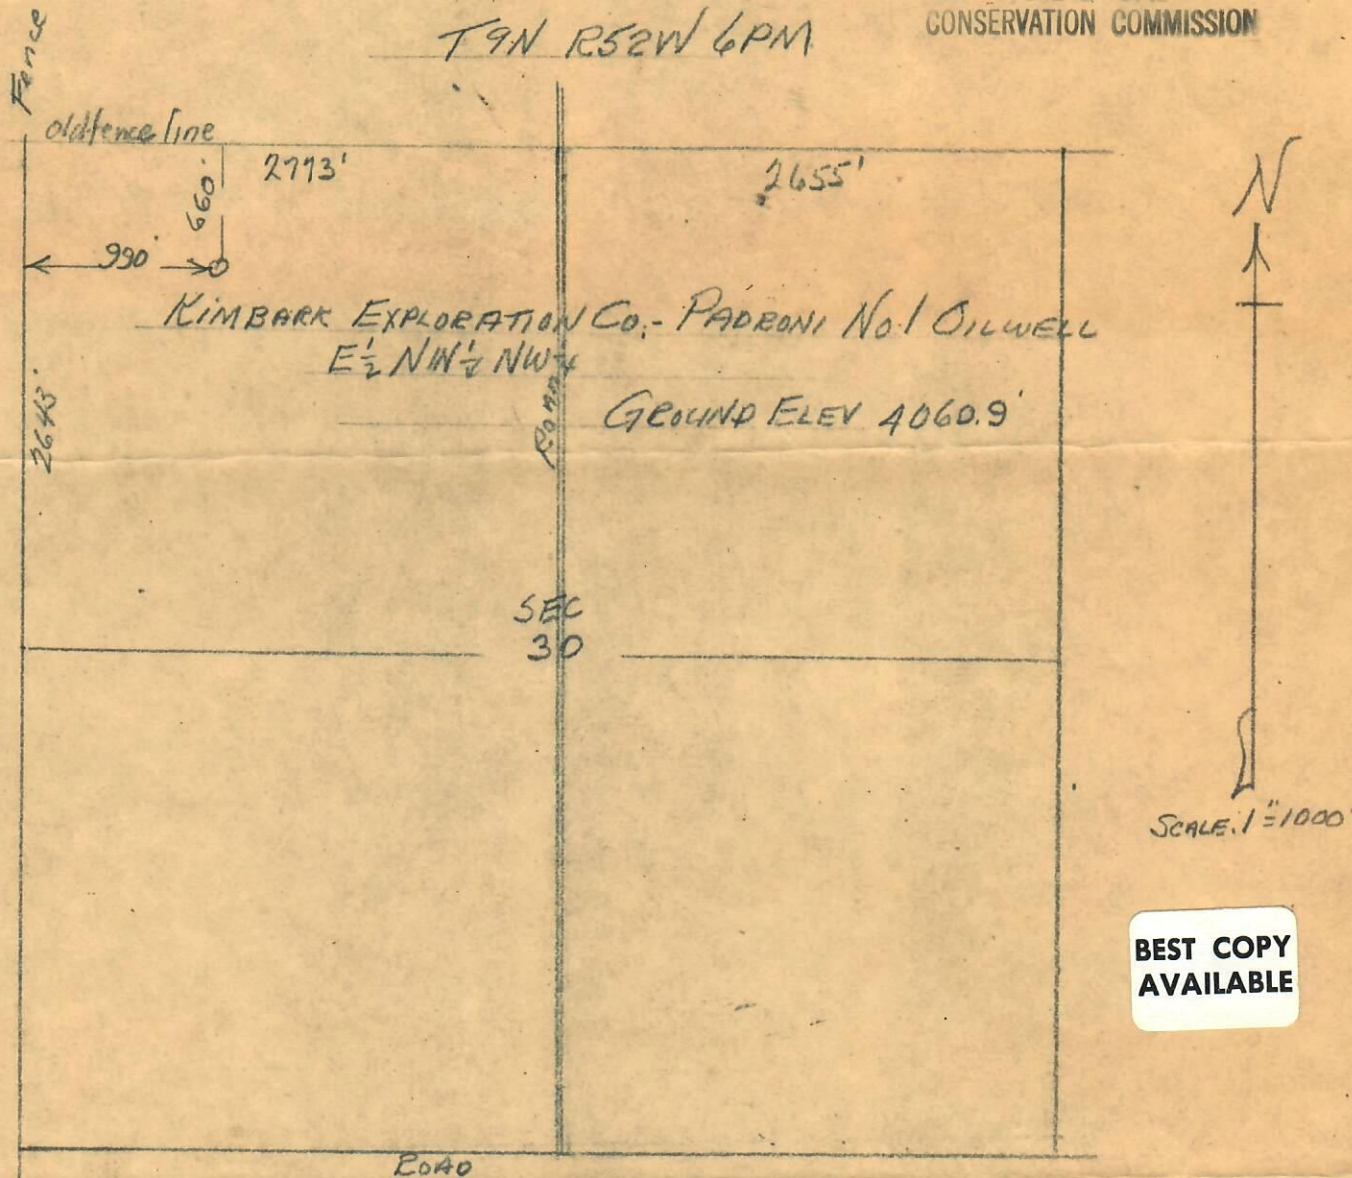 CONSERVATION COMMISSION
T9N R52W 6PM
Fence
old fence line
2773'
2655'
660'
990'
N
KIMBARK EXPLORATION CO.- PADRONI No.1 OILWELL
E½ NW½ NW¼
GROUND ELEV 4060.9'
2643'
ROAD
SEC
30
SCALE: 1"=1000'
BEST COPY
AVAILABLE
ROAD